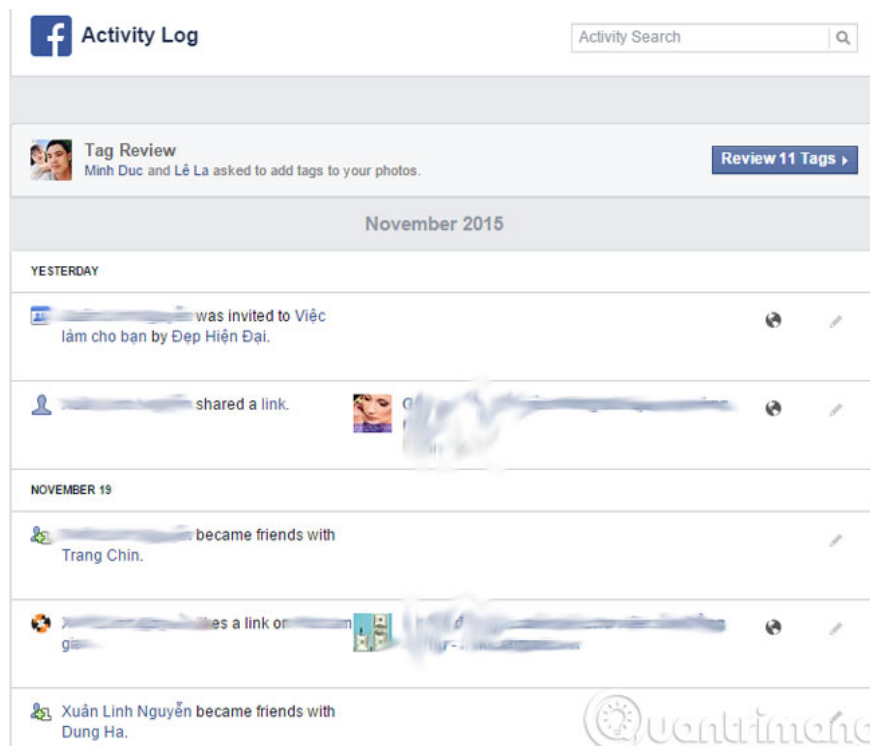 Activity Log
Activity Search
Tag Review
Minh Duc and Lê La asked to add tags to your photos.
Review 11 Tags
November 2015
YESTERDAY
was invited to Việc
làm cho bạn by Đẹp Hiện Đại.
shared a link.
NOVEMBER 19
became friends with
Trang Chin.
a link
Xuân Linh Nguyễn became friends with
Dung Ha.
Quantrimang